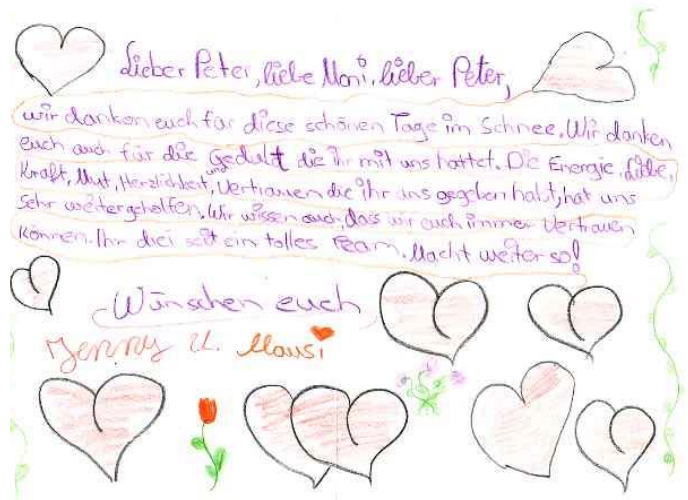 Lieber Peter, liebe Moni, lieber Peter,
wir danken euch für diese schönen Tage im Schnee. Wir danken
euch auch für die Gedult die ihr mit uns hattet. Die Energie, Liebe,
Kraft, Mut, Herzlichkeit, und Vertrauen die ihr uns gegeben habt, hat uns
sehr weitergeholfen. Wir wissen auch, dass wir euch immer Vertrauen
können. Ihr drei seit ein tolles Team. Macht weiter so!
Wünschen euch
Jenny u. Mausi